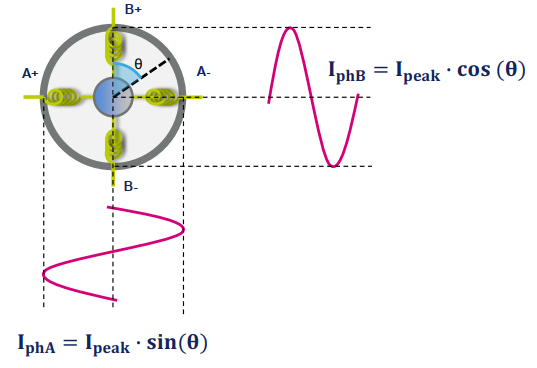 B+
θ
A+
A-
I_phB = I_peak · cos (θ)
B-
I_phA = I_peak · sin(θ)